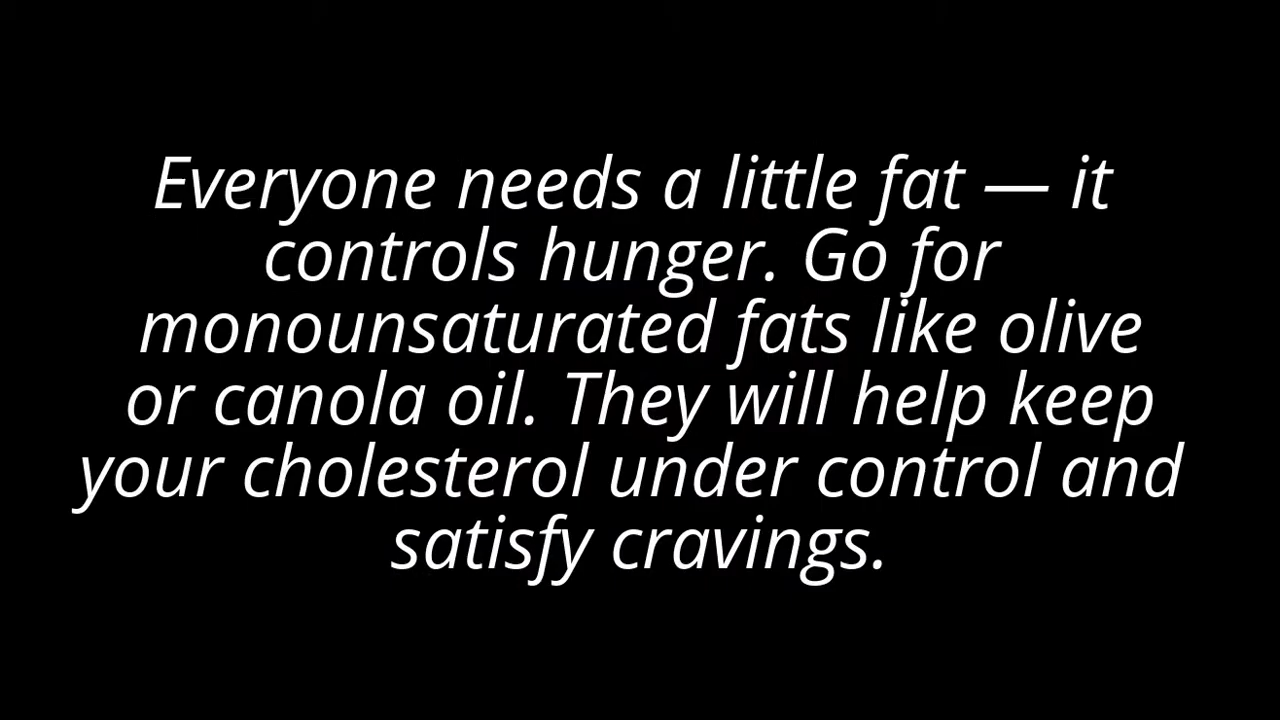 Everyone needs a little fat — it
controls hunger. Go for
monounsaturated fats like olive
or canola oil. They will help keep
your cholesterol under control and
satisfy cravings.